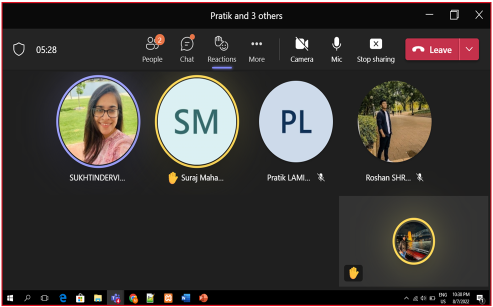 Pratik and 3 others
05:28
2
People
Chat
Reactions
More
Camera
Mic
Stop sharing
Leave
SM
PL
SUKHTINDERVI...
Suraj Maha...
Pratik LAMI...
Roshan SHR...
ENG
US
10:38 PM
8/7/2022